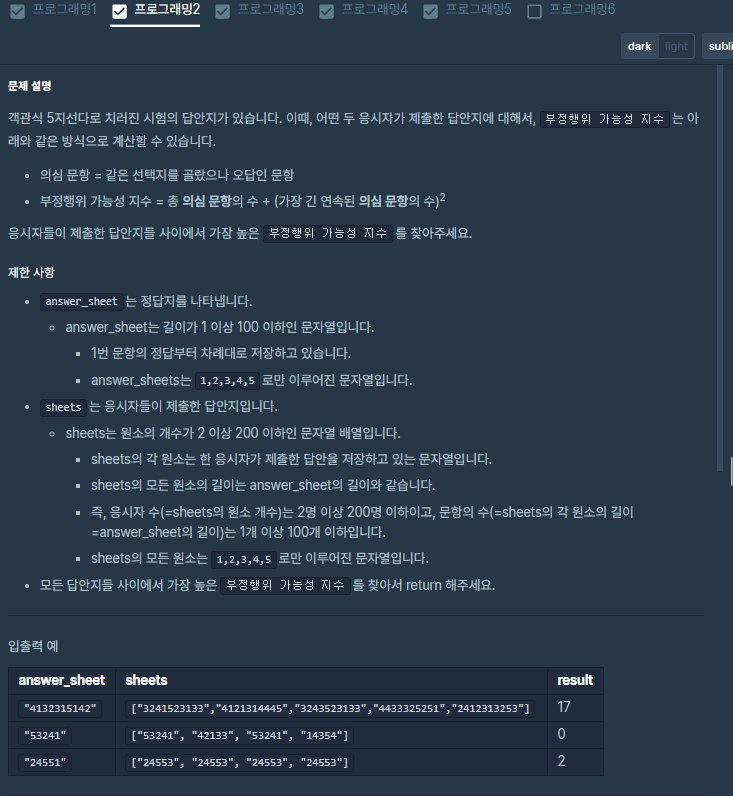 프로그래밍1 프로그래밍2 프로그래밍3 프로그래밍4 프로그래밍5 프로그래밍6
dark light subli
문제 설명
객관식 5지선다로 치러진 시험의 답안지가 있습니다. 이때, 어떤 두 응시자가 제출한 답안지에 대해서, 부정행위 가능성 지수 는 아
래와 같은 방식으로 계산할 수 있습니다.
• 의심 문항 = 같은 선택지를 골랐으나 오답인 문항
• 부정행위 가능성 지수 = 총 의심 문항의 수 + (가장 긴 연속된 의심 문항의 수)²
응시자들이 제출한 답안지들 사이에서 가장 높은 부정행위 가능성 지수 를 찾아주세요.
제한 사항
• answer_sheet 는 정답지를 나타냅니다.
◦ answer_sheet는 길이가 1 이상 100 이하인 문자열입니다.
▪ 1번 문항의 정답부터 차례대로 저장하고 있습니다.
▪ answer_sheets는 1,2,3,4,5 로만 이루어진 문자열입니다.
• sheets 는 응시자들이 제출한 답안지입니다.
◦ sheets는 원소의 개수가 2 이상 200 이하인 문자열 배열입니다.
▪ sheets의 각 원소는 한 응시자가 제출한 답안을 저장하고 있는 문자열입니다.
▪ sheets의 모든 원소의 길이는 answer_sheet의 길이와 같습니다.
▪ 즉, 응시자 수(=sheets의 원소 개수)는 2명 이상 200명 이하이고, 문항의 수(=sheets의 각 원소의 길이
=answer_sheet의 길이)는 1개 이상 100개 이하입니다.
▪ sheets의 모든 원소는 1,2,3,4,5 로만 이루어진 문자열입니다.
• 모든 답안지들 사이에서 가장 높은 부정행위 가능성 지수 를 찾아서 return 해주세요.
입출력 예
answer_sheet sheets result
"4132315142" ["3241523133","4121314445","3243523133","4433325251","2412313253"] 17
"53241" ["53241", "42133", "53241", "14354"] 0
"24551" ["24553", "24553", "24553", "24553"] 2